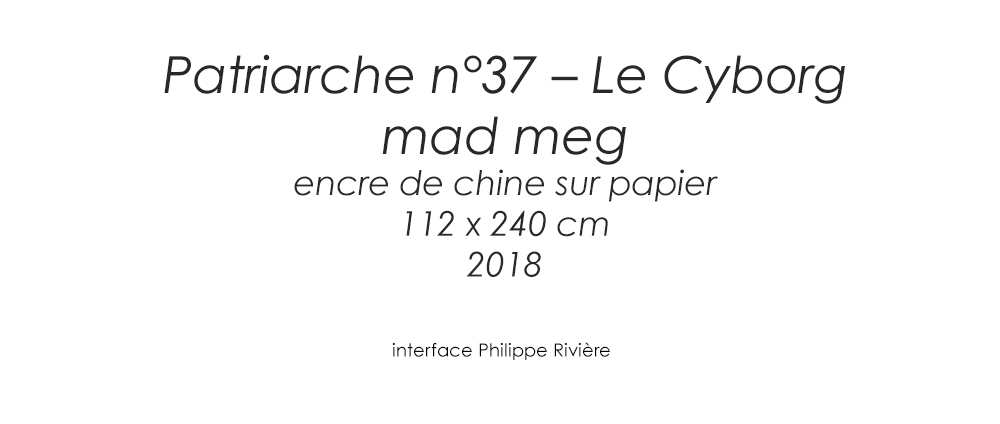 Patriarche n°37 – Le Cyborg
mad meg
encre de chine sur papier
112 x 240 cm
2018
interface Philippe Rivière